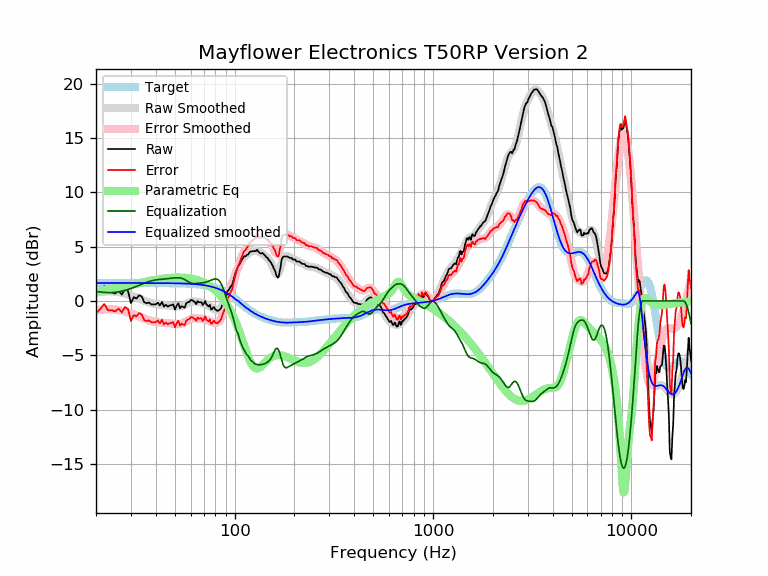 Mayflower Electronics T50RP Version 2
Target
Raw Smoothed
Error Smoothed
Raw
Error
Parametric Eq
Equalization
Equalized smoothed
Amplitude (dBr)
20
15
10
5
0
−5
−10
−15
100
1000
10000
Frequency (Hz)